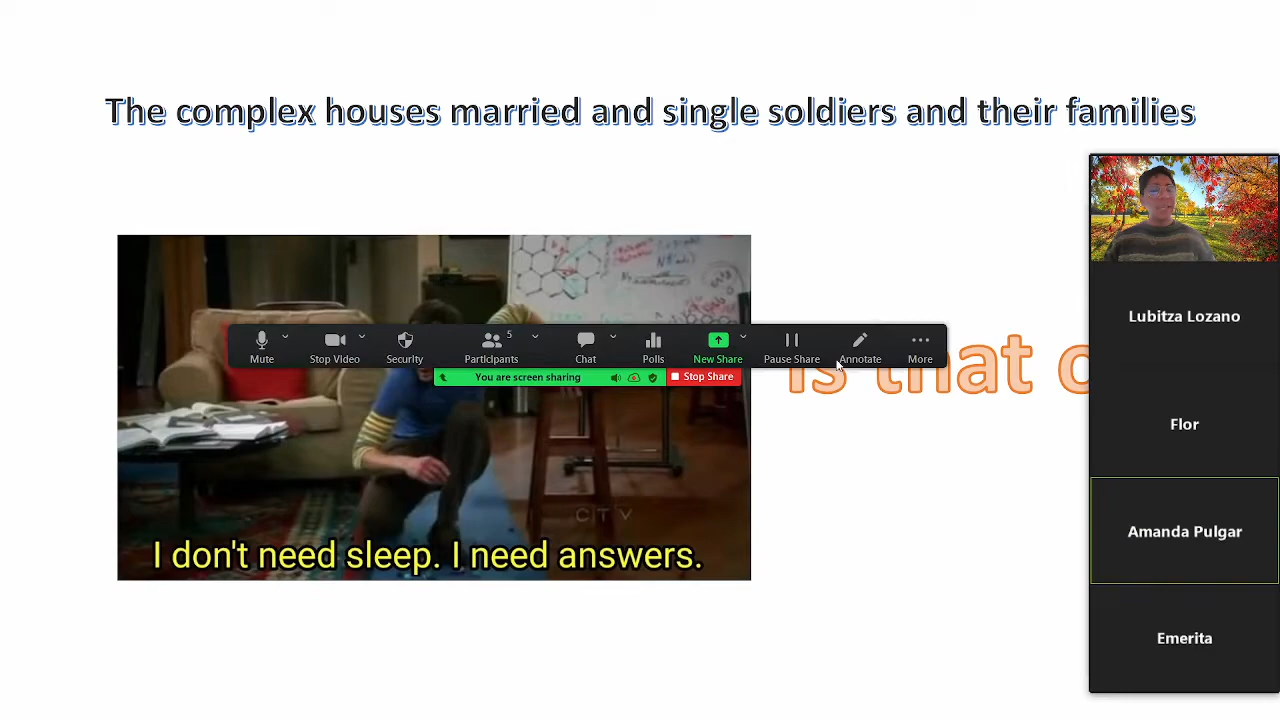 The complex houses married and single soldiers and their families
Mute
Stop Video
Security
Participants
5
Chat
Polls
New Share
Pause Share
Annotate
More
You are screen sharing
Stop Share
is that
CTV
I don't need sleep. I need answers.
Lubitza Lozano
Flor
Amanda Pulgar
Emerita